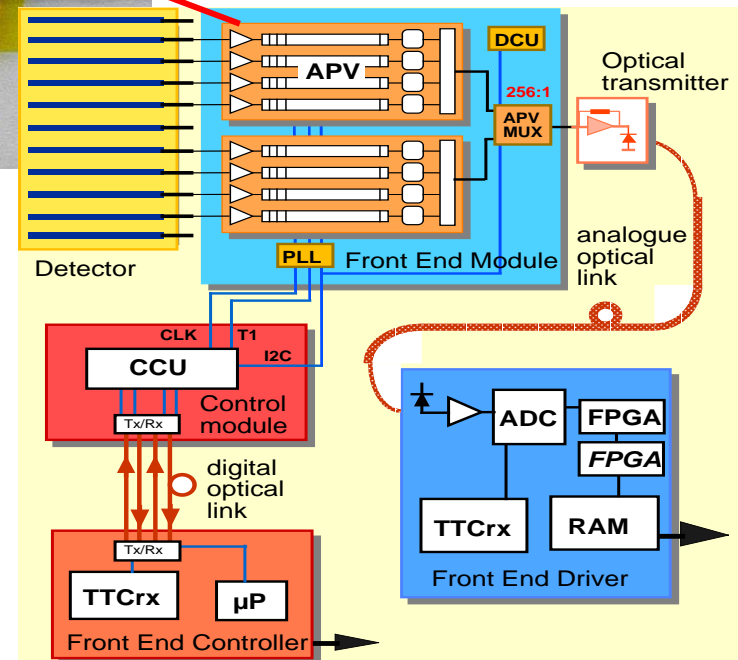 DCU
APV
256:1
APV
MUX
Optical
transmitter
PLL
Front End Module
Detector
analogue
optical
link
CLK
T1
I2C
CCU
Control
module
Tx/Rx
digital
optical
link
ADC
FPGA
FPGA
TTCrx
RAM
Front End Driver
Tx/Rx
TTCrx
µP
Front End Controller